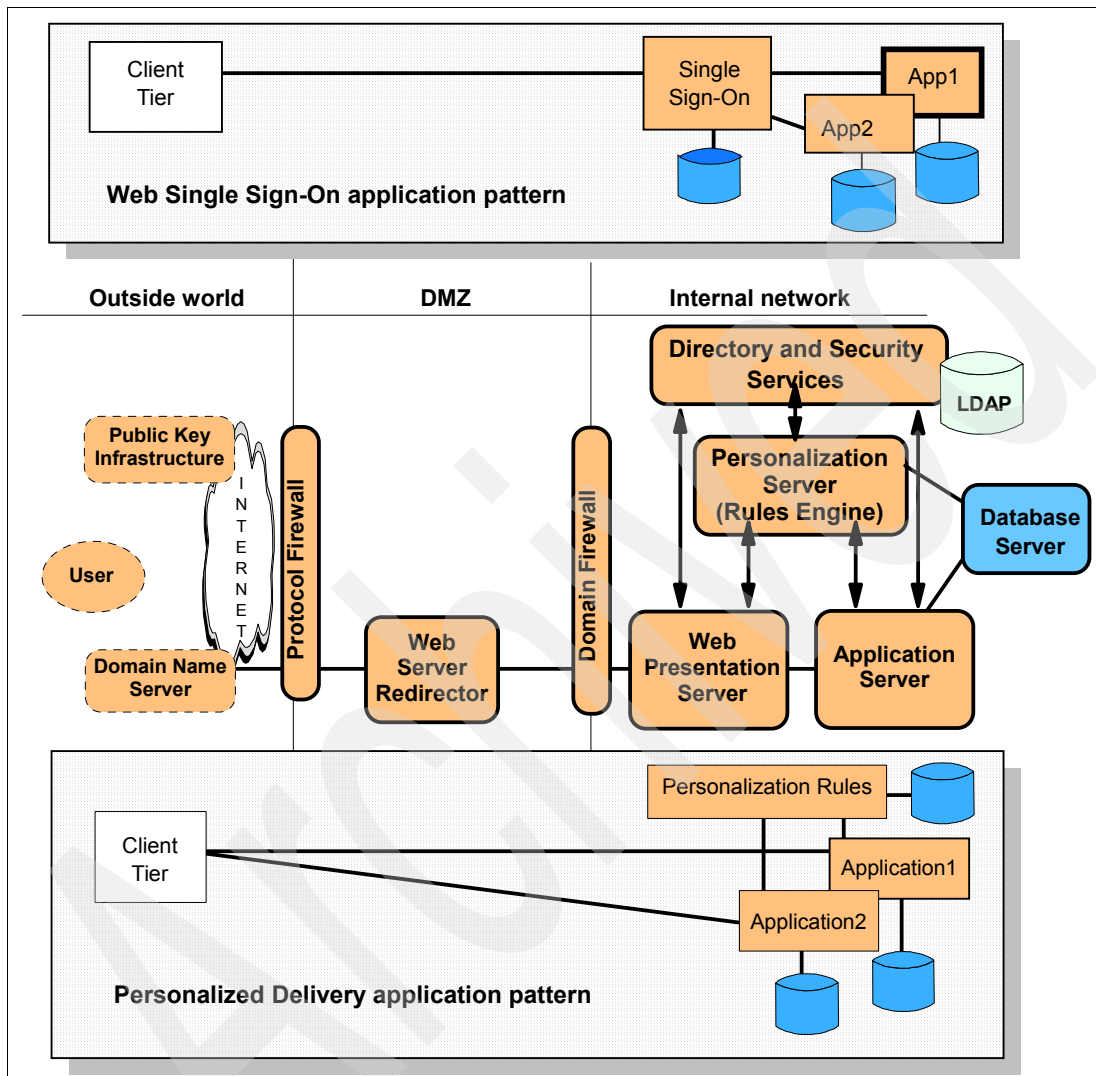 Client
Tier
Single
Sign-On
App1
App2
Web Single Sign-On application pattern
Outside world
DMZ
Internal network
Directory and Security
Services
LDAP
Public Key
Infrastructure
INTERNET
Protocol Firewall
Domain Firewall
Personalization
Server
(Rules Engine)
Database
Server
User
Domain Name
Server
Web
Server
Redirector
Web
Presentation
Server
Application
Server
Personalization Rules
Client
Tier
Application1
Application2
Personalized Delivery application pattern
Archived